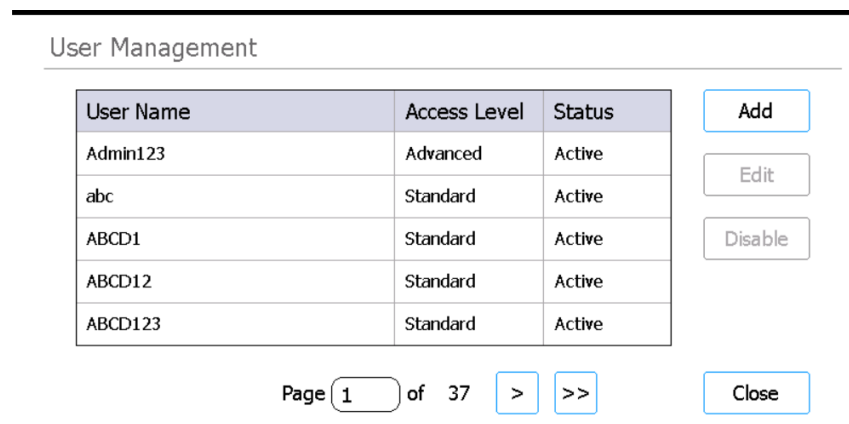 User Management
User Name Access Level Status Add
Admin123 Advanced Active
Edit
abc Standard Active
ABCD1 Standard Active Disable
ABCD12 Standard Active
ABCD123 Standard Active
Page 1 of 37 > >> Close